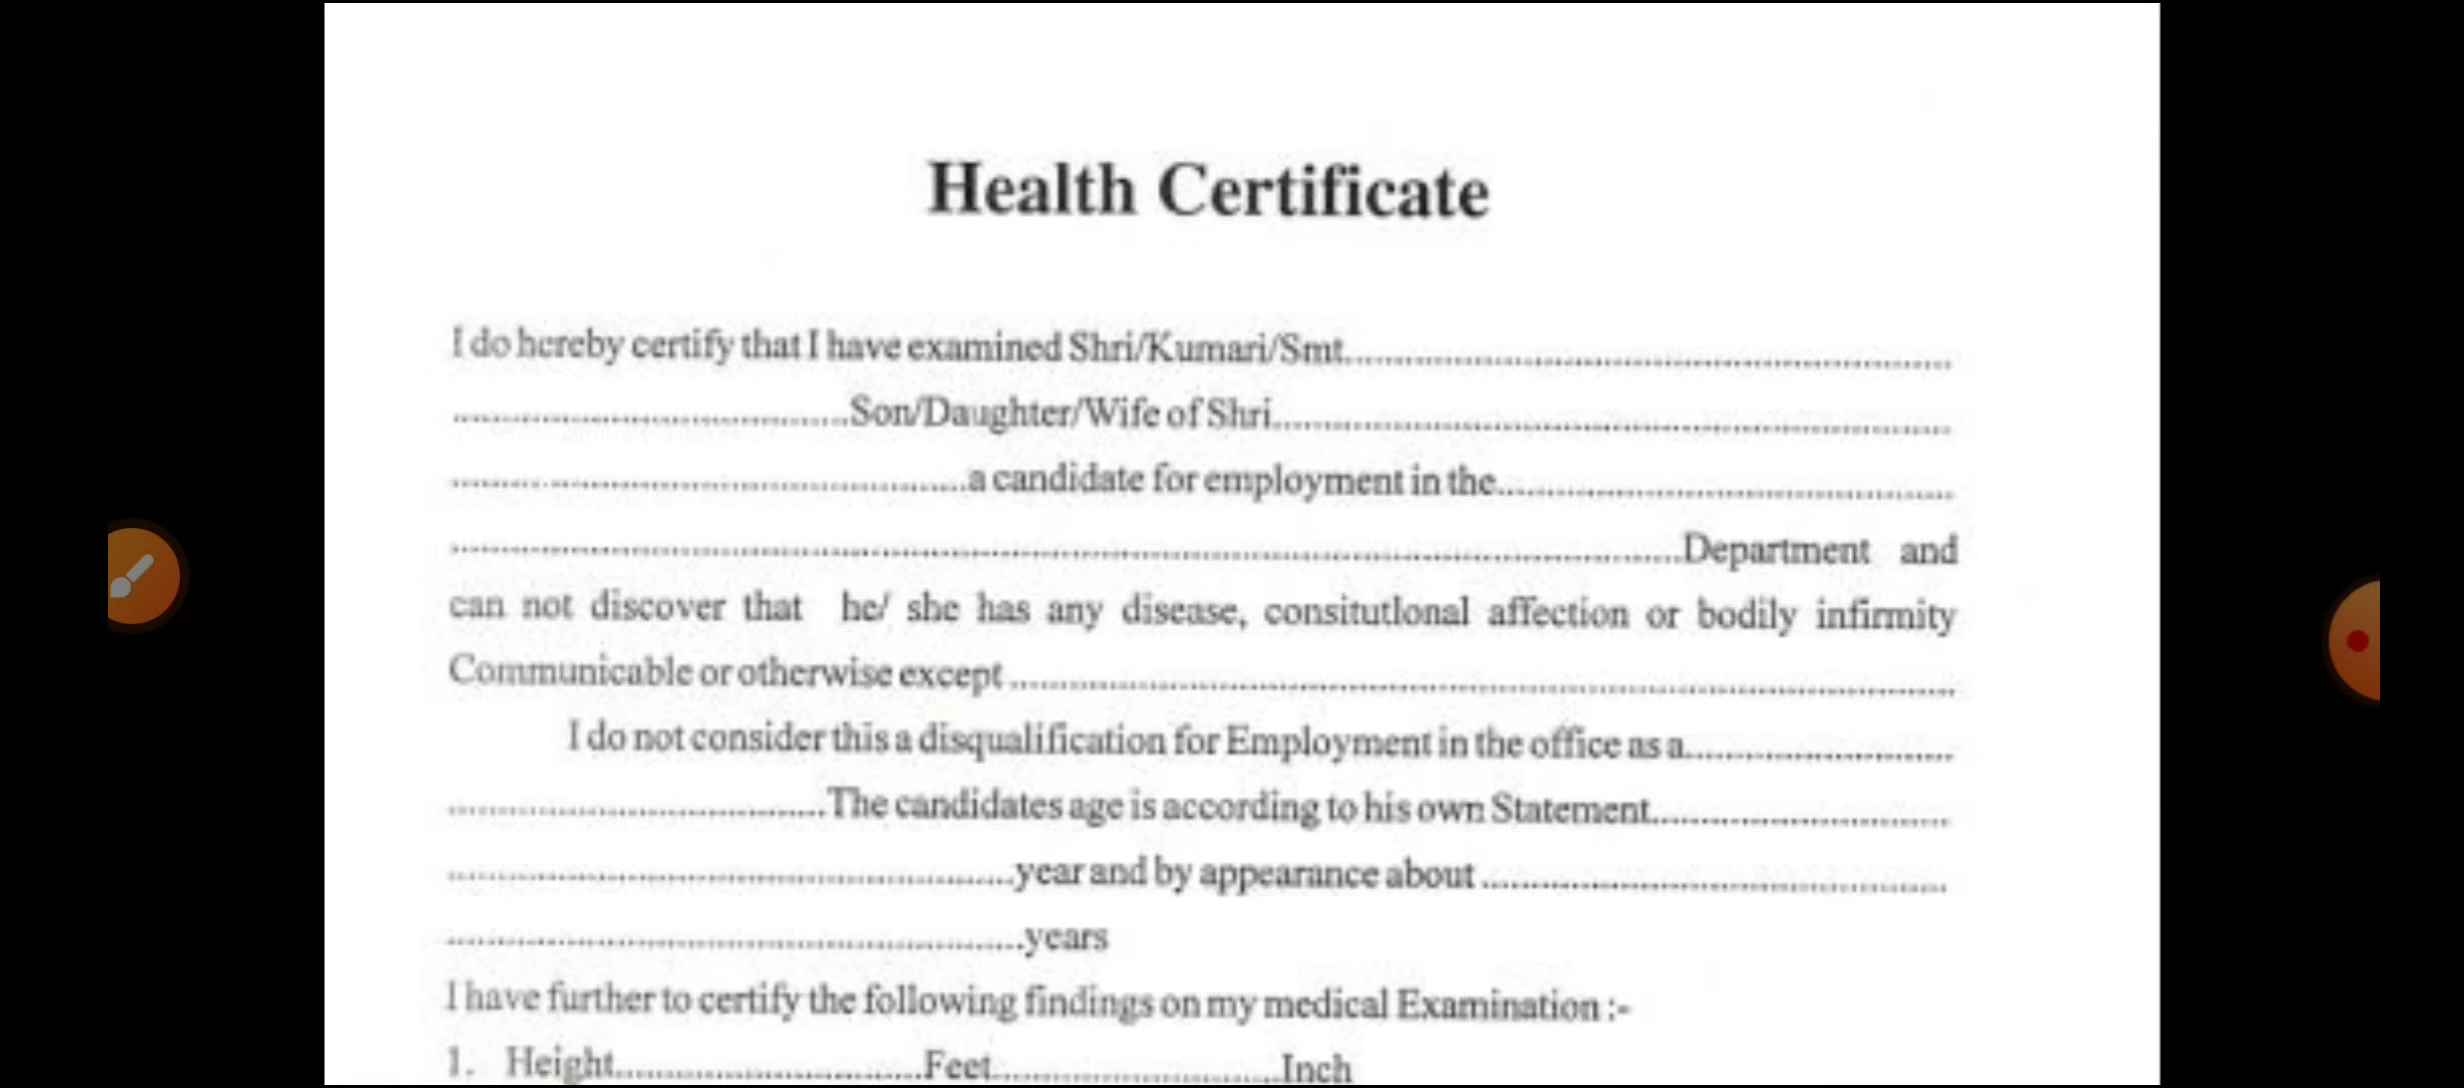 Health Certificate
I do hereby certify that I have examined Shri/Kumari/Smt..............................
..............................Son/Daughter/Wife of Shri..............................
..............................a candidate for employment in the..............................
..............................Department and
can not discover that he/ she has any disease, consitutlonal affection or bodily infirmity
Communicable or otherwise except..............................
I do not consider this a disqualification for Employment in the office as a..............................
..............................The candidates age is according to his own Statement..............................
..............................year and by appearance about..............................
..............................years
I have further to certify the following findings on my medical Examination :-
1. Height..............................Feet..............................Inch